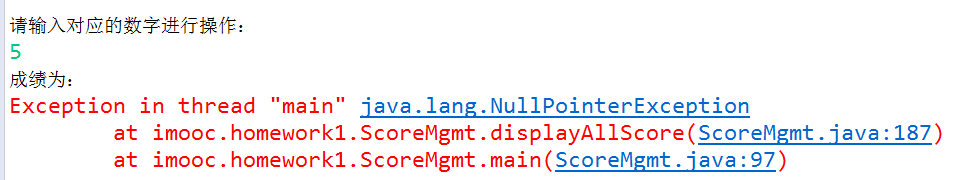 请输入对应的数字进行操作：
5
成绩为：
Exception in thread "main" java.lang.NullPointerException
at imooc.homework1.ScoreMgmt.displayAllScore(ScoreMgmt.java:187)
at imooc.homework1.ScoreMgmt.main(ScoreMgmt.java:97)